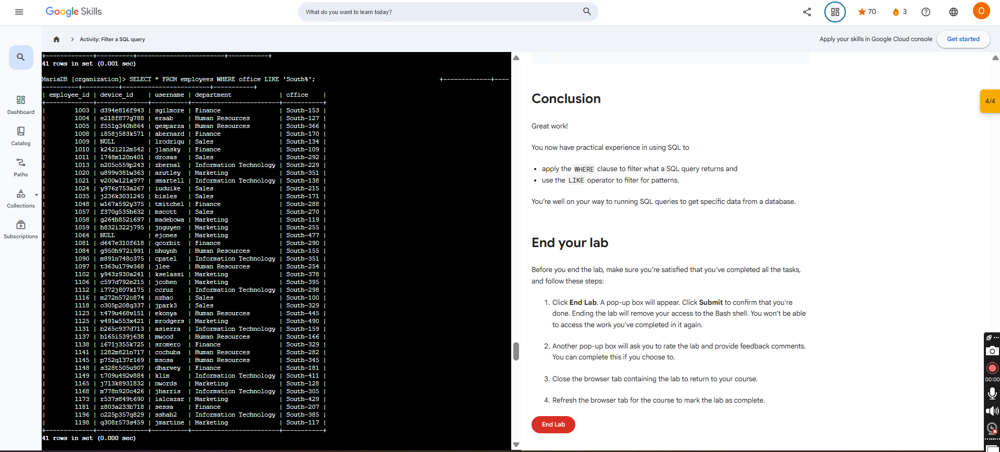 Google Skills
What do you want to learn today?
70
3
O
Activity: Filter a SQL query
Apply your skills in Google Cloud console
Get started
Dashboard
Catalog
Paths
Collections
Subscriptions
+-------------+----------+------------------------+-----------+
41 rows in set (0.001 sec)
MariaDB [organization]> SELECT * FROM employees WHERE office LIKE 'South%';
| employee_id | device_id | username | department | office |
| 1003 | d394e816f943 | sgilmore | Finance | South-153 |
| 1004 | e218f877g788 | eraab | Human Resources | South-127 |
| 1005 | f551g340h864 | gesparza | Human Resources | South-366 |
| 1008 | i858j583k571 | abernard | Finance | South-170 |
| 1009 | NULL | lrodriqu | Sales | South-134 |
| 1010 | k242l212m542 | jlansky | Finance | South-109 |
| 1011 | l748m120n401 | drosas | Sales | South-292 |
| 1013 | n205o559p243 | zbernal | Information Technology | South-229 |
| 1020 | u899v381w363 | arutley | Marketing | South-351 |
| 1021 | v200w121x977 | smartell | Information Technology | South-138 |
| 1024 | y976z753a267 | iuduike | Sales | South-215 |
| 1035 | j236k303l245 | bisles | Sales | South-171 |
| 1048 | w167x592y375 | tmitchel | Finance | South-288 |
| 1057 | f370g535h632 | mscott | Sales | South-270 |
| 1058 | g264h852i697 | madebowa | Marketing | South-119 |
| 1059 | h832i322j795 | jnguyen | Marketing | South-255 |
| 1064 | NULL | ejones | Marketing | South-477 |
| 1081 | d647e310f618 | qcorbit | Finance | South-290 |
| 1084 | g950h972i991 | nhuynh | Human Resources | South-155 |
| 1090 | m891n748o375 | cpatel | Information Technology | South-351 |
| 1097 | t363u179v368 | jlee | Human Resources | South-254 |
| 1102 | y943z930a241 | kselassi | Marketing | South-378 |
| 1106 | c597d792e215 | jcohen | Marketing | South-395 |
| 1112 | i772j807k175 | ccruz | Information Technology | South-298 |
| 1116 | m272n572o874 | nzhao | Sales | South-100 |
| 1118 | o305p208q337 | jpark3 | Sales | South-329 |
| 1123 | t479u468v151 | ekonya | Human Resources | South-445 |
| 1125 | v491w553x421 | mrodgers | Marketing | South-490 |
| 1131 | b265c937d713 | asierra | Information Technology | South-159 |
| 1137 | h165i539j638 | mwood | Human Resources | South-166 |
| 1138 | i671j355k725 | sromero | Finance | South-329 |
| 1141 | l282m821n717 | cochuba | Human Resources | South-282 |
| 1145 | p752q137r169 | msosa | Human Resources | South-345 |
| 1148 | s328t505u907 | dharvey | Finance | South-181 |
| 1149 | t709u492v884 | klim | Information Technology | South-411 |
| 1165 | j713k893l832 | nwords | Marketing | South-128 |
| 1168 | m778n920o426 | jharris | Information Technology | South-305 |
| 1173 | r537s849t690 | ialcazar | Marketing | South-429 |
| 1181 | z803a233b718 | sessa | Finance | South-207 |
| 1196 | o225p357q829 | sshah2 | Information Technology | South-385 |
| 1198 | q308r573s459 | jmartine | Marketing | South-117 |
41 rows in set (0.000 sec)
Conclusion
Great work!
You now have practical experience in using SQL to
• apply the WHERE clause to filter what a SQL query returns and
• use the LIKE operator to filter for patterns.
You're well on your way to running SQL queries to get specific data from a database.
End your lab
Before you end the lab, make sure you're satisfied that you've completed all the tasks,
and follow these steps:
1. Click End Lab. A pop-up box will appear. Click Submit to confirm that you're
done. Ending the lab will remove your access to the Bash shell. You won't be able
to access the work you've completed in it again.
2. Another pop-up box will ask you to rate the lab and provide feedback comments.
You can complete this if you choose to.
3. Close the browser tab containing the lab to return to your course.
4. Refresh the browser tab for the course to mark the lab as complete.
End Lab
4/4
00:00